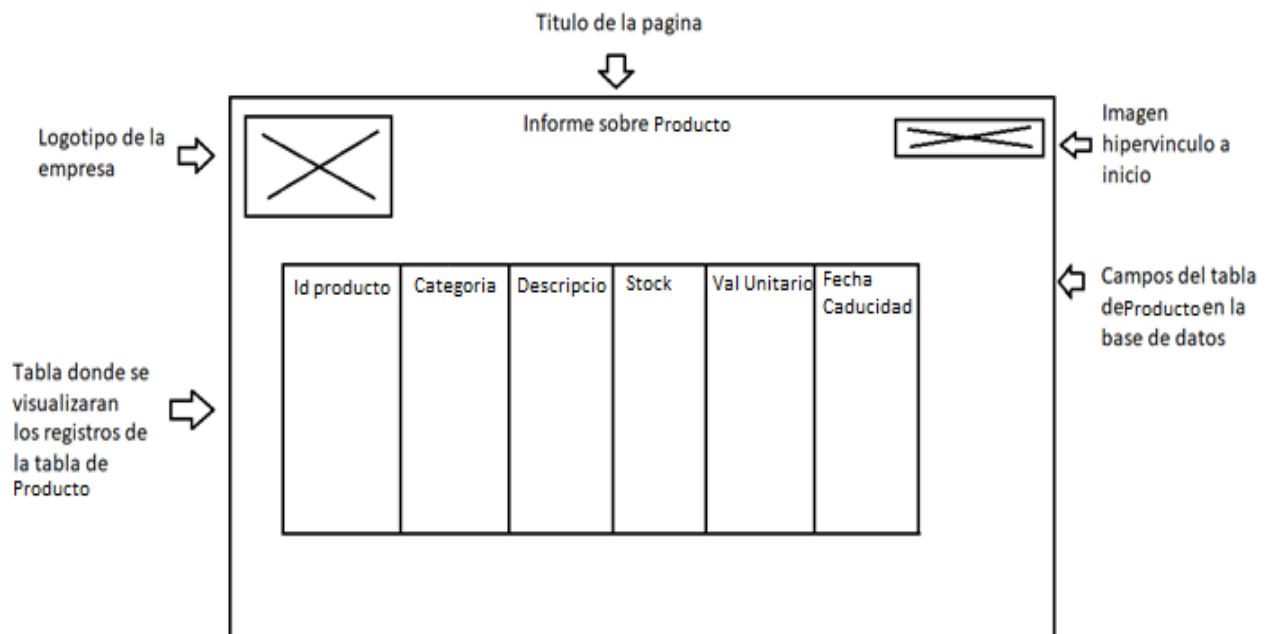 Titulo de la pagina
Logotipo de la
empresa
Informe sobre Producto
Imagen
hipervinculo a
inicio
Id producto
Categoria
Descripcio
Stock
Val Unitario
Fecha
Caducidad
Campos del tabla
deProducto en la
base de datos
Tabla donde se
visualizaran
los registros de
la tabla de
Producto